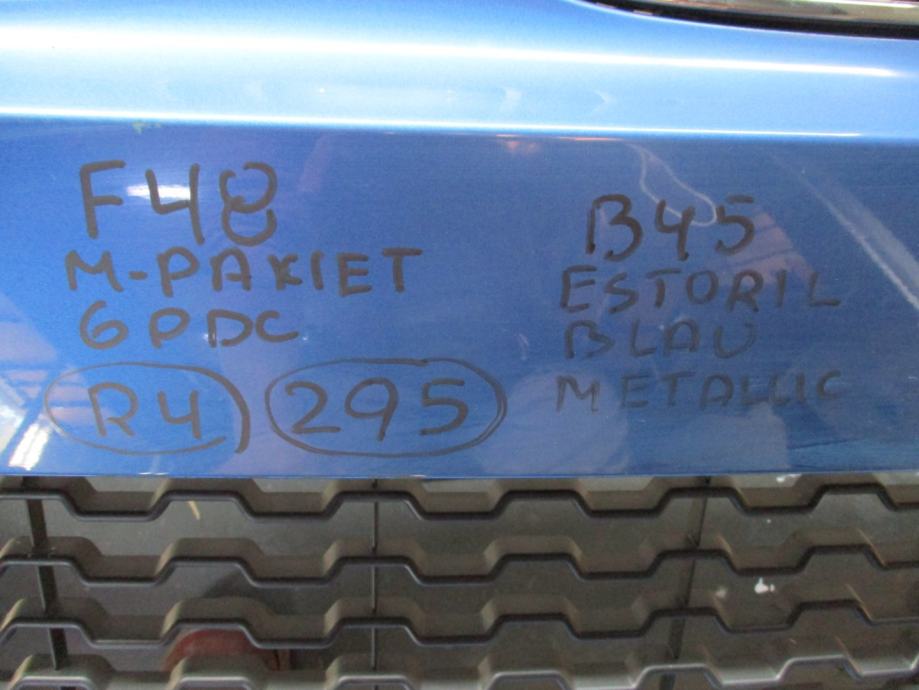 F48
M-PAKIET
6PDC
R4 295
B45
ESTORIL
BLAU
METALLIC